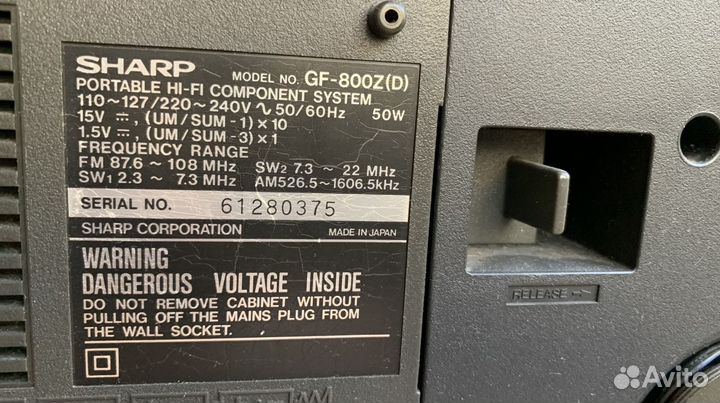 SHARP MODEL NO. GF-800Z(D)
PORTABLE HI-FI COMPONENT SYSTEM
110~127/220~240V ∿ 50/60Hz 50W
15V ⎓, (UM/SUM-1)×10
1.5V ⎓, (UM/SUM-3)×1
FREQUENCY RANGE
FM 87.6~108 MHz SW2 7.3~22 MHz
SW1 2.3~7.3 MHz AM526.5~1606.5kHz
SERIAL NO. 61280375
SHARP CORPORATION MADE IN JAPAN
WARNING
DANGEROUS VOLTAGE INSIDE
DO NOT REMOVE CABINET WITHOUT
PULLING OFF THE MAINS PLUG FROM
THE WALL SOCKET.
RELEASE
Avito